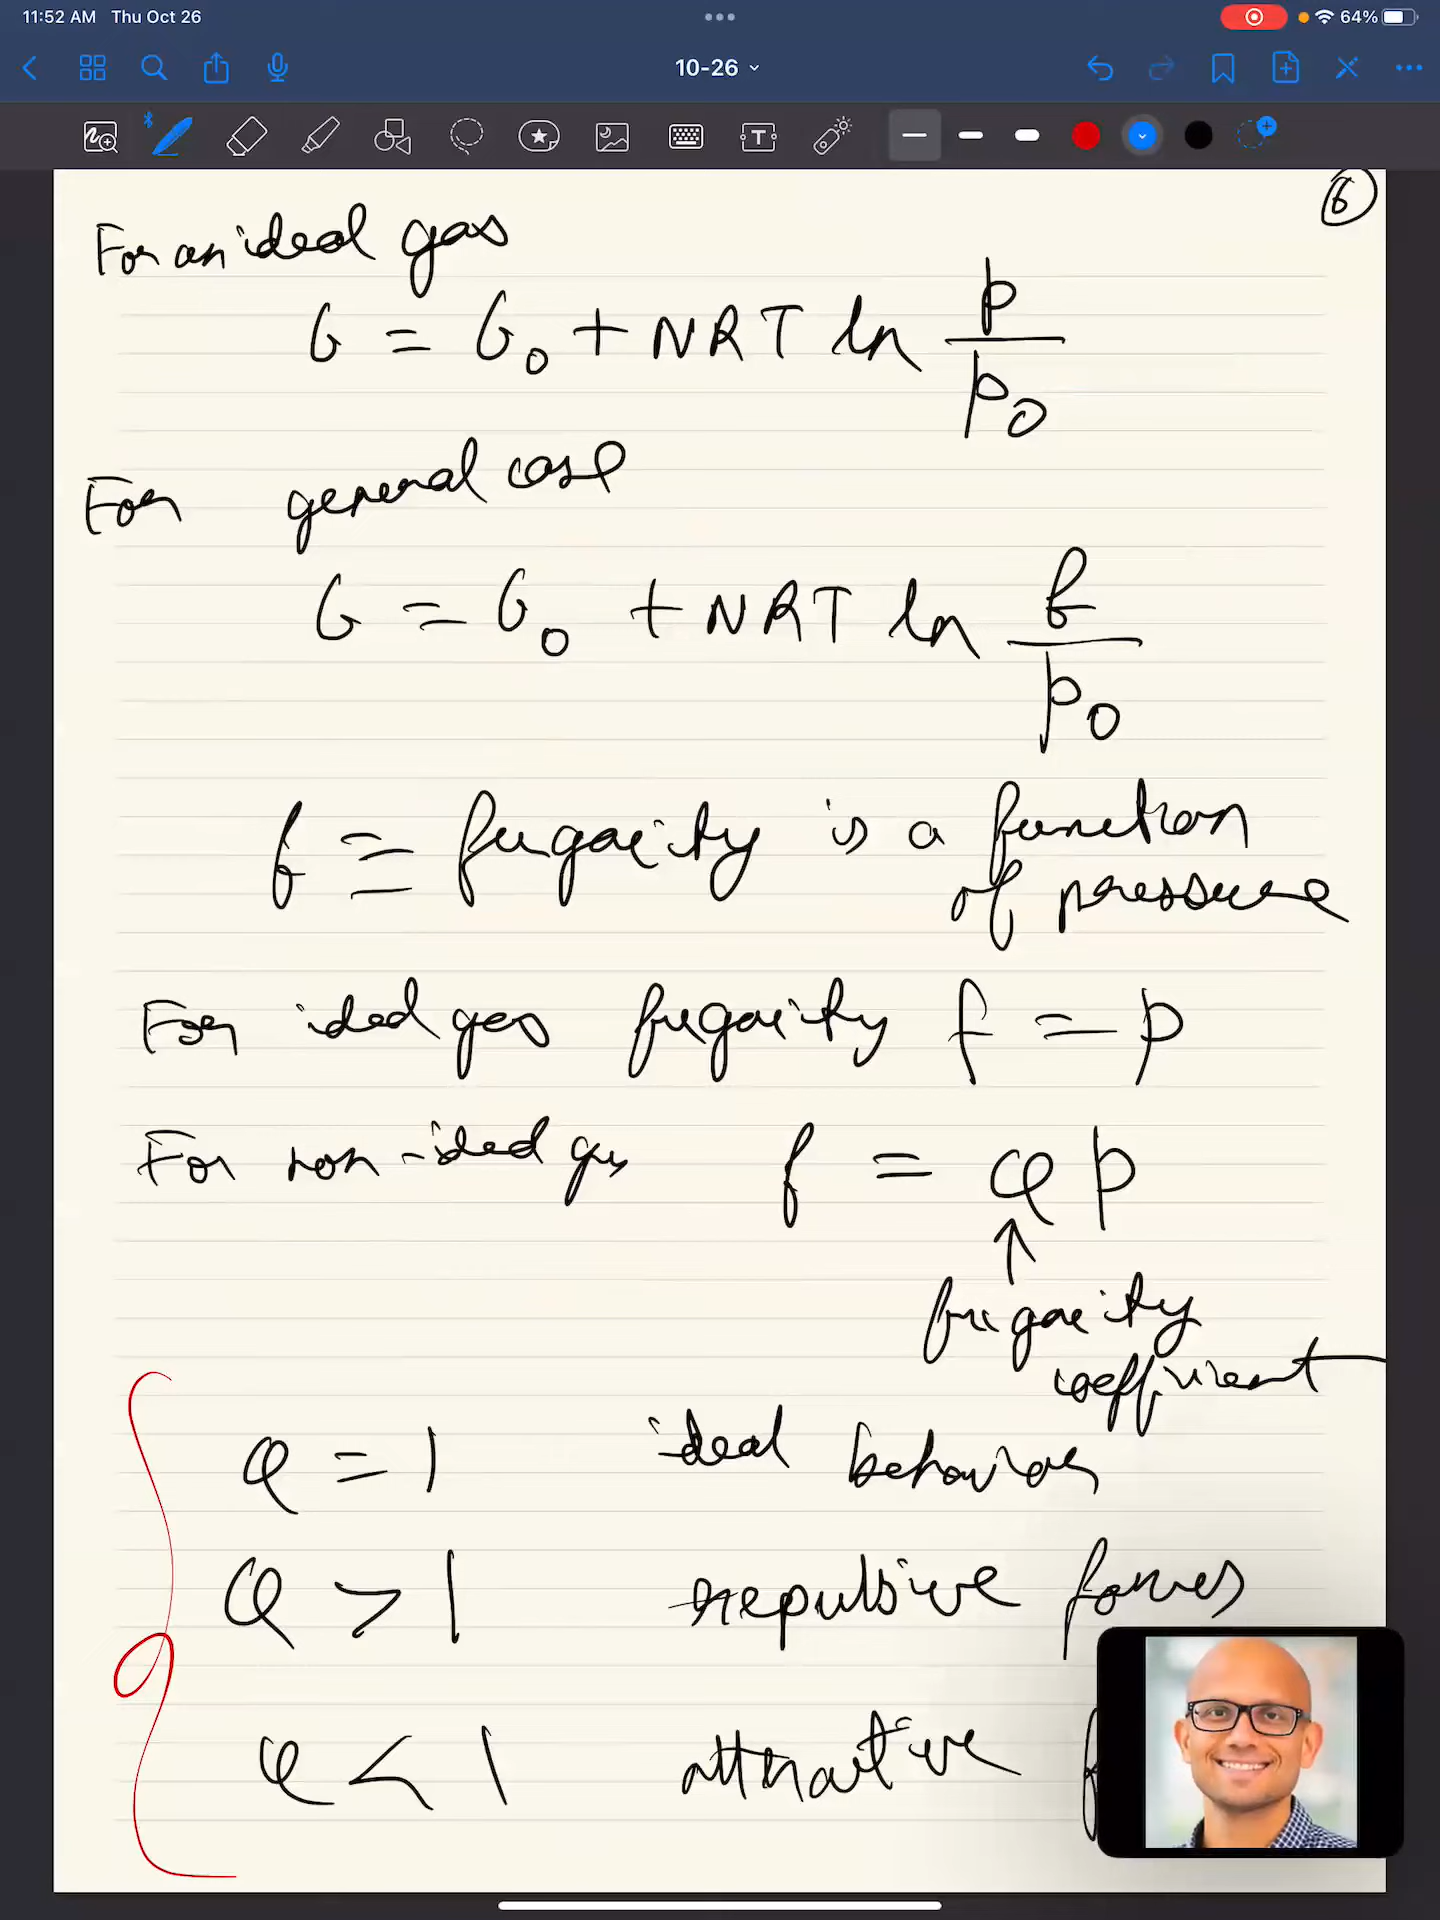 11:52 AM Thu Oct 26
64%
10-26
T
6
For an ideal gas
G = G₀ + NRT ln p/p₀
For general case
G = G₀ + NRT ln f/p₀
f = fugacity is a function
of pressure
For ideal gas fugacity f = p
For non-ideal gas f = φ p
↑
fugacity
coefficient
φ = 1 ideal behavior
φ > 1 repulsive forces
φ < 1 attractive f